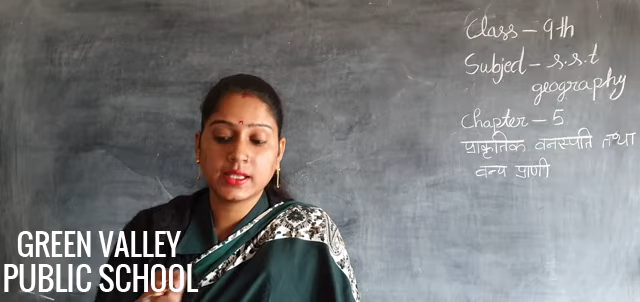 Class - 9th
Subject - s.s.t
geography
Chapter - 5
प्राकृतिक वनस्पति तथा
वन्य प्राणी
GREEN VALLEY
PUBLIC SCHOOL